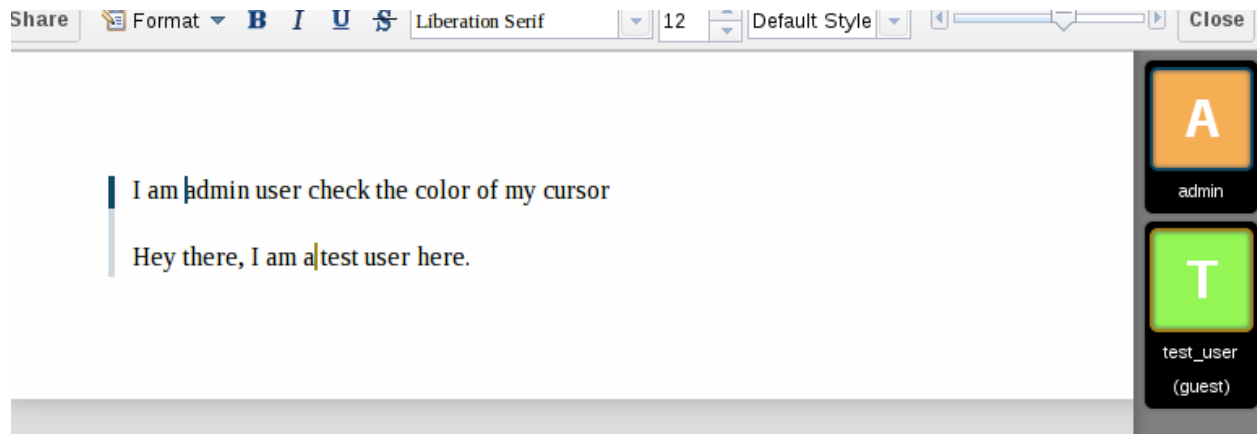 Share Format B I U S Liberation Serif 12 Default Style Close
I am admin user check the color of my cursor
Hey there, I am a test user here.
A
admin
T
test_user
(guest)